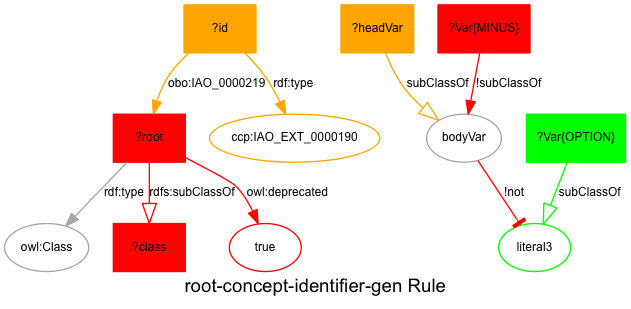 ?id
?headVar
?Var{MINUS}
obo:IAO_0000219
rdf:type
subClassOf
!subClassOf
?root
ccp:IAO_EXT_0000190
bodyVar
?Var{OPTION}
rdf:type
rdfs:subClassOf
owl:deprecated
!not
subClassOf
owl:Class
?class
true
literal3
root-concept-identifier-gen Rule